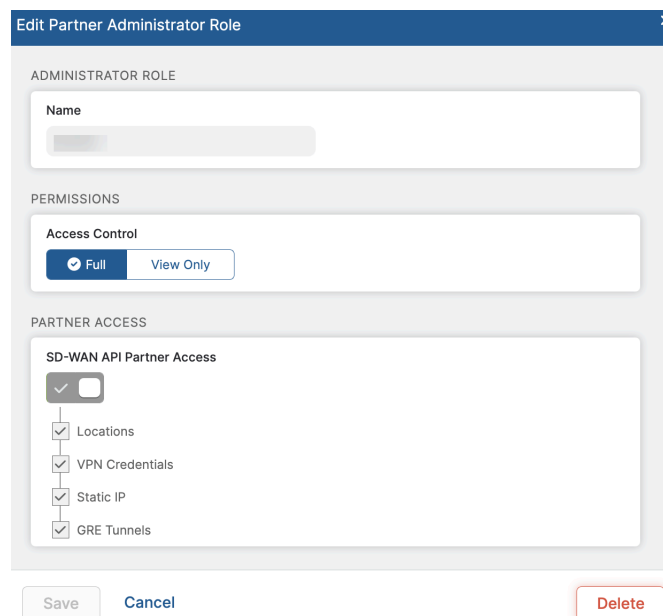 Edit Partner Administrator Role
ADMINISTRATOR ROLE
Name
PERMISSIONS
Access Control
Full
View Only
PARTNER ACCESS
SD-WAN API Partner Access
Locations
VPN Credentials
Static IP
GRE Tunnels
Save
Cancel
Delete